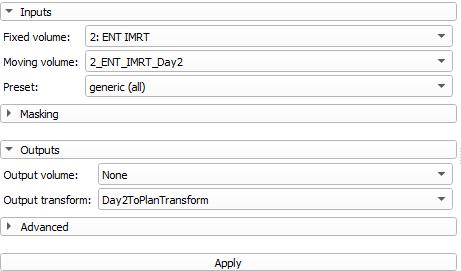 Inputs
Fixed volume: 2: ENT IMRT
Moving volume: 2_ENT_IMRT_Day2
Preset: generic (all)
Masking
Outputs
Output volume: None
Output transform: Day2ToPlanTransform
Advanced
Apply